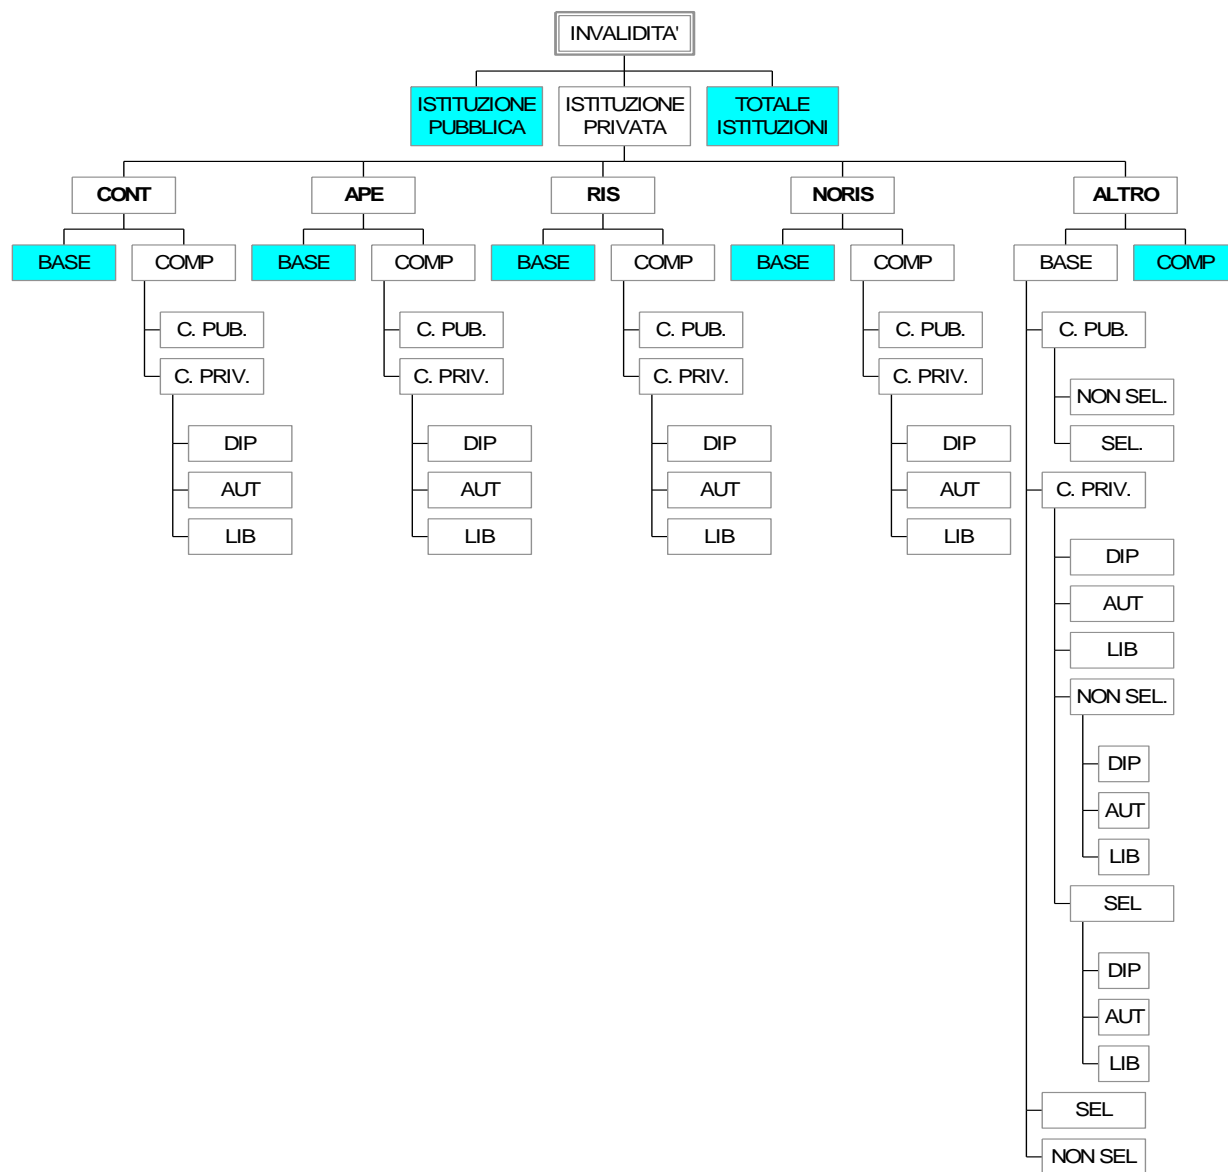 INVALIDITA'
ISTITUZIONE
PUBBLICA
ISTITUZIONE
PRIVATA
TOTALE
ISTITUZIONI
CONT
APE
RIS
NORIS
ALTRO
BASE
COMP
BASE
COMP
BASE
COMP
BASE
COMP
BASE
COMP
C. PUB.
C. PUB.
C. PUB.
C. PUB.
C. PUB.
C. PRIV.
C. PRIV.
C. PRIV.
C. PRIV.
NON SEL.
DIP
DIP
DIP
DIP
SEL.
AUT
AUT
AUT
AUT
C. PRIV.
LIB
LIB
LIB
LIB
DIP
AUT
LIB
NON SEL.
DIP
AUT
LIB
SEL
DIP
AUT
LIB
SEL
NON SEL